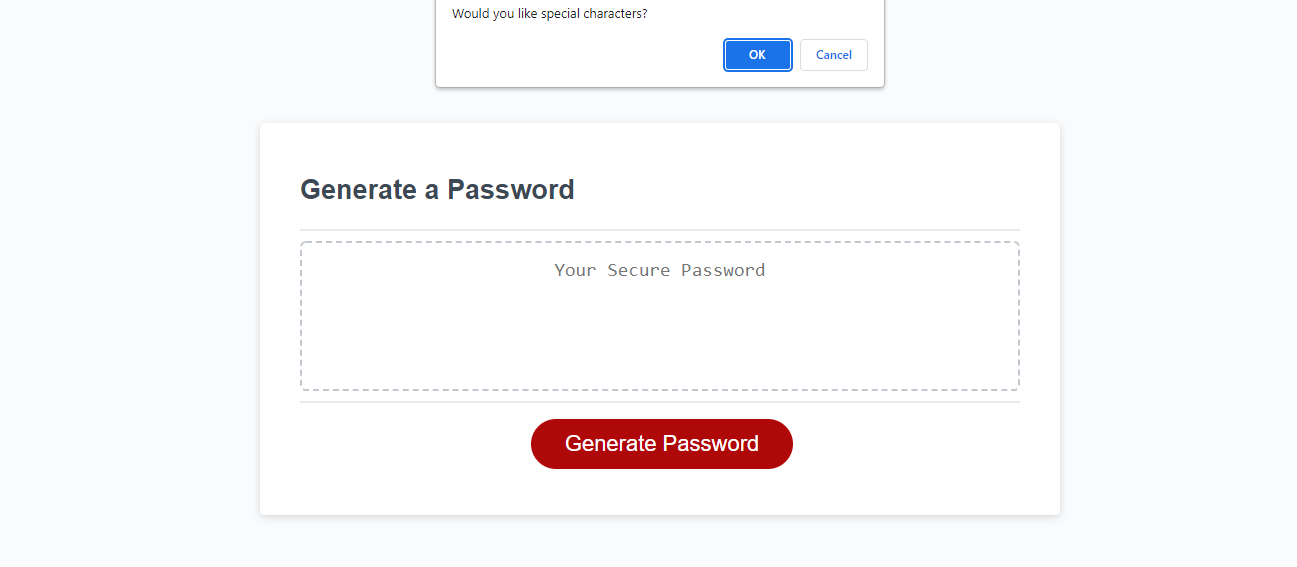 Would you like special characters?
OK
Cancel
Generate a Password
Your Secure Password
Generate Password